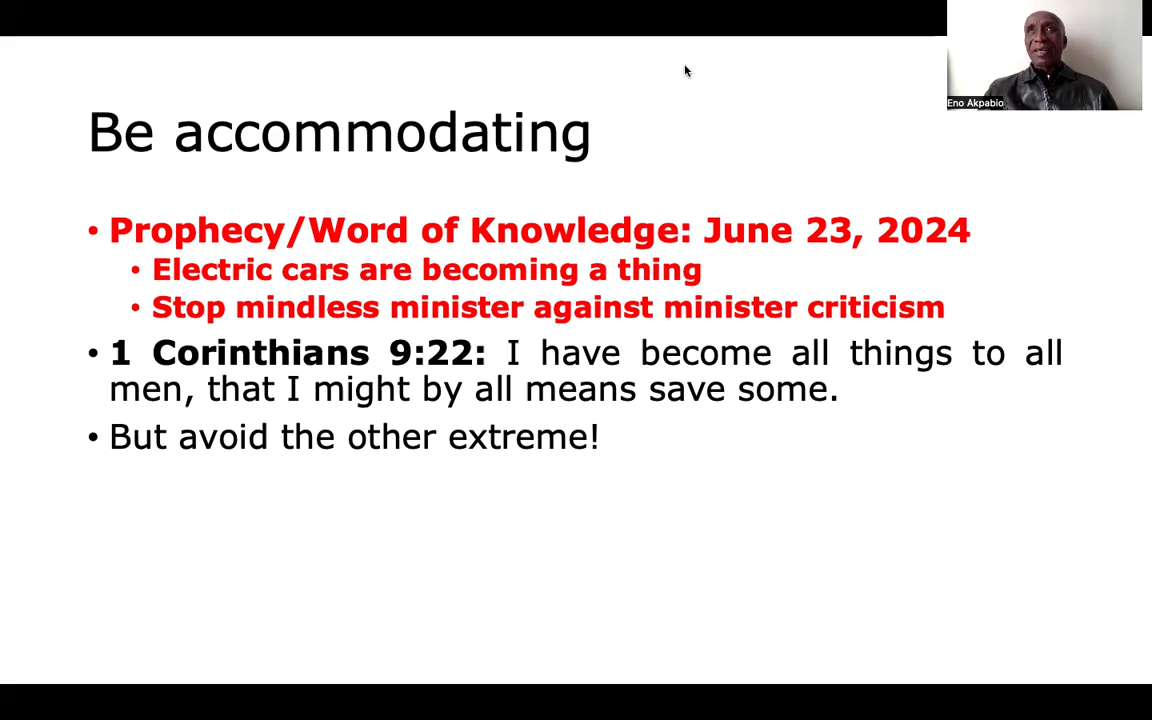 Eno Akpabio
Be accommodating
• Prophecy/Word of Knowledge: June 23, 2024
• Electric cars are becoming a thing
• Stop mindless minister against minister criticism
• 1 Corinthians 9:22: I have become all things to all
men, that I might by all means save some.
• But avoid the other extreme!